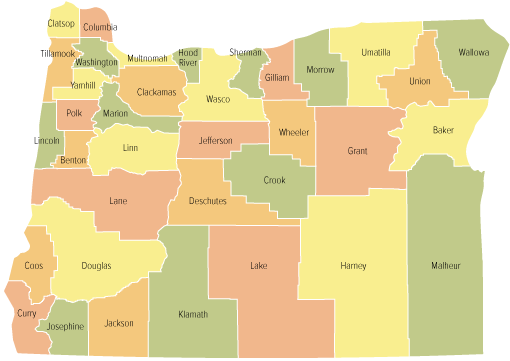 Clatsop
Columbia
Tillamook
Washington
Multnomah
Hood
River
Sherman
Gilliam
Morrow
Umatilla
Union
Wallowa
Yamhill
Clackamas
Wasco
Polk
Marion
Wheeler
Baker
Lincoln
Benton
Linn
Jefferson
Grant
Crook
Lane
Deschutes
Coos
Douglas
Lake
Harney
Malheur
Curry
Josephine
Jackson
Klamath